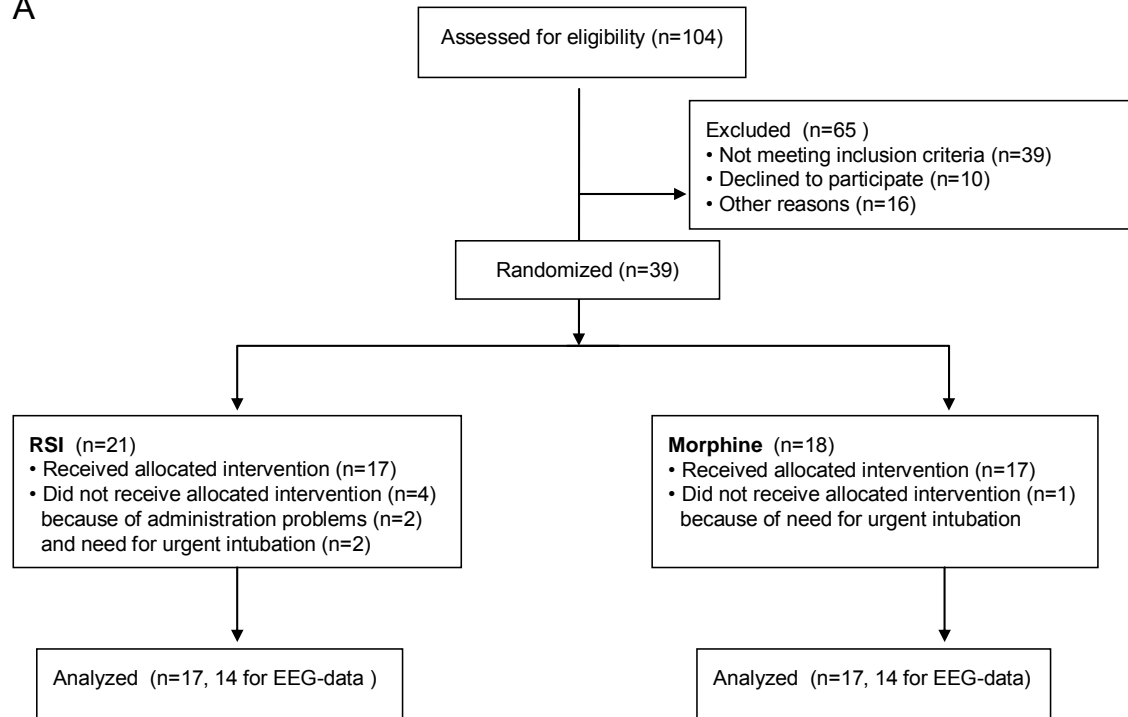 A
Assessed for eligibility (n=104)
Excluded (n=65 )
• Not meeting inclusion criteria (n=39)
• Declined to participate (n=10)
• Other reasons (n=16)
Randomized (n=39)
RSI (n=21)
• Received allocated intervention (n=17)
• Did not receive allocated intervention (n=4)
because of administration problems (n=2)
and need for urgent intubation (n=2)
Morphine (n=18)
• Received allocated intervention (n=17)
• Did not receive allocated intervention (n=1)
because of need for urgent intubation
Analyzed (n=17, 14 for EEG-data )
Analyzed (n=17, 14 for EEG-data)